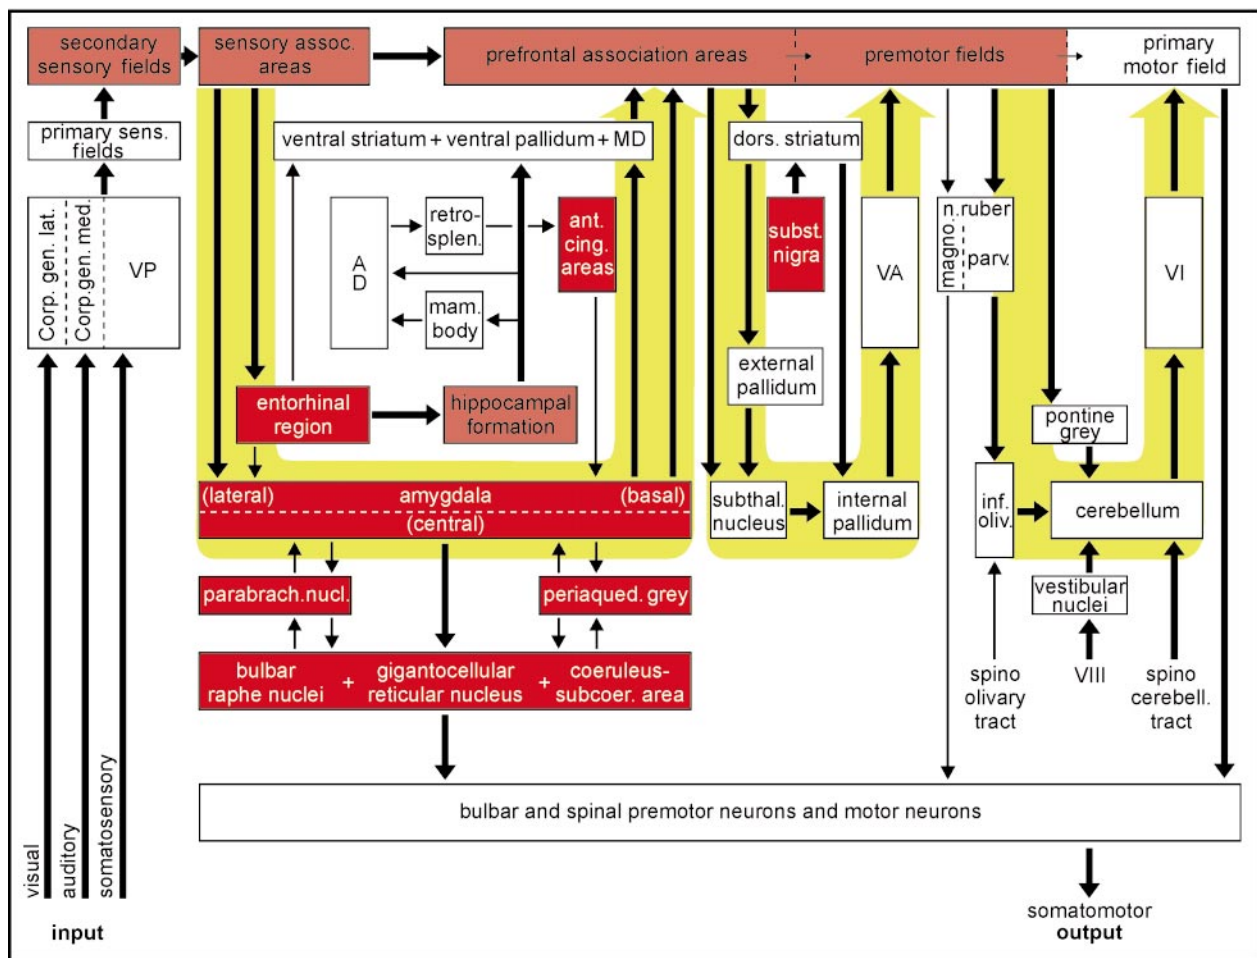 secondary
sensory fields
sensory assoc.
areas
prefrontal association areas
premotor fields
primary
motor field
primary sens.
fields
ventral striatum + ventral pallidum + MD
dors. striatum
Corp. gen. lat.
Corp.gen. med.
VP
A
D
retro-
splen.
ant.
cing.
areas
mam.
body
subst.
nigra
VA
n.ruber
magno.
parv.
VI
external
pallidum
entorhinal
region
hippocampal
formation
pontine
grey
(lateral) amygdala (basal)
(central)
subthal.
nucleus
internal
pallidum
inf.
oliv.
cerebellum
parabrach.nucl.
periaqued. grey
vestibular
nuclei
bulbar
raphe nuclei
+
gigantocellular
reticular nucleus
+
coeruleus-
subcoer. area
spino
olivary
tract
VIII
spino
cerebell.
tract
bulbar and spinal premotor neurons and motor neurons
visual
auditory
somatosensory
input
somatomotor
output